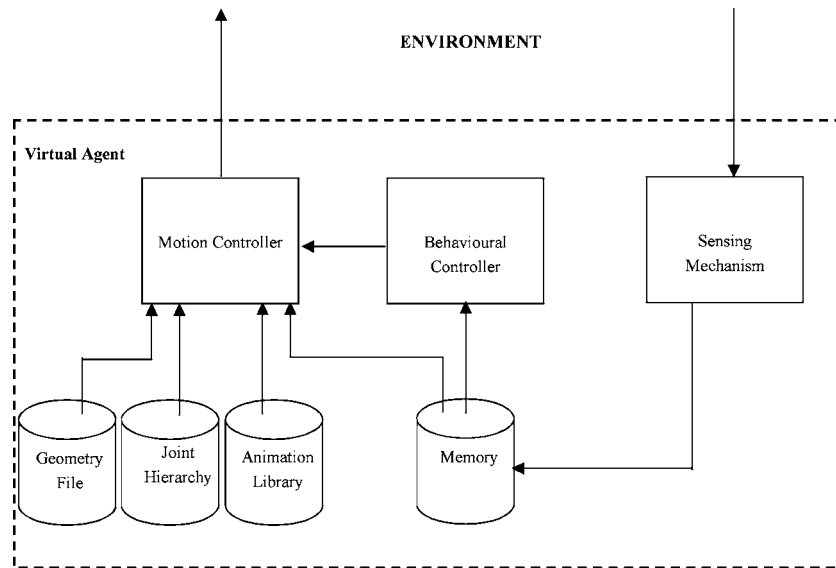 ENVIRONMENT
Virtual Agent
Motion Controller
Behavioural
Controller
Sensing
Mechanism
Geometry
File
Joint
Hierarchy
Animation
Library
Memory